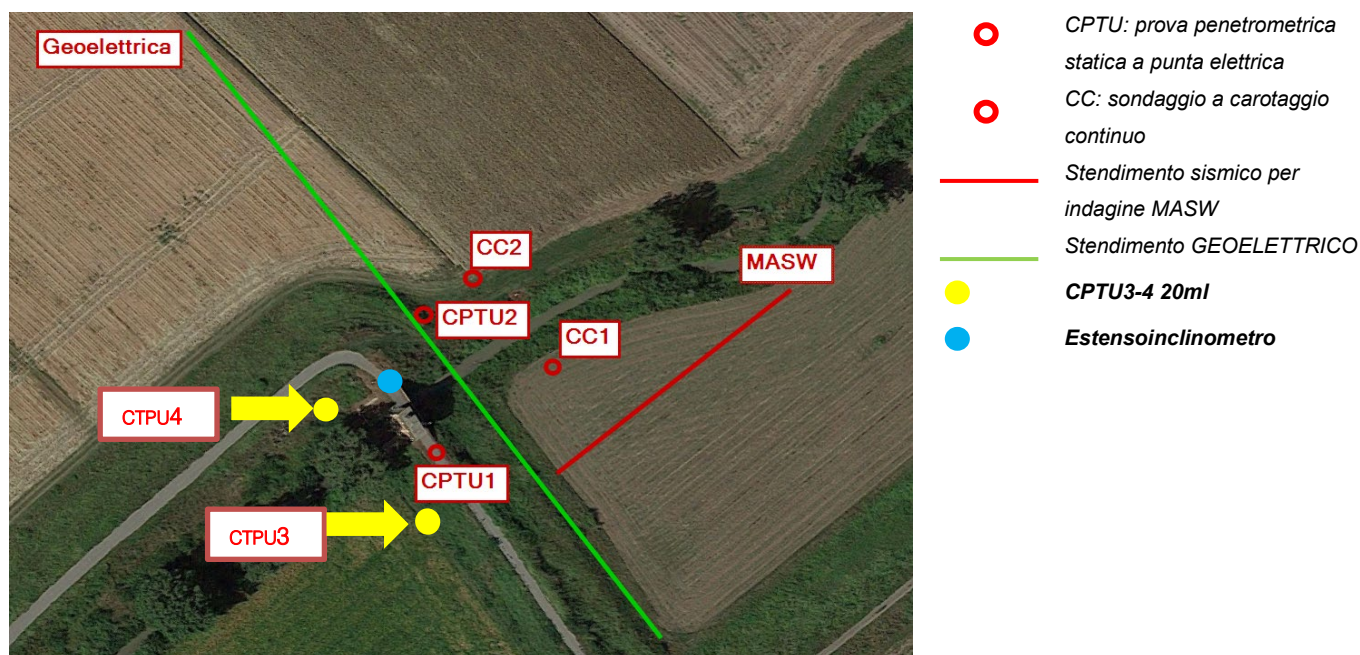 Geoelettrica
CC2
MASW
CPTU2
CC1
CTPU4
CPTU1
CTPU3
CPTU: prova penetrometrica
statica a punta elettrica
CC: sondaggio a carotaggio
continuo
Stendimento sismico per
indagine MASW
Stendimento GEOELETTRICO
CPTU3-4 20ml
Estensoinclinometro